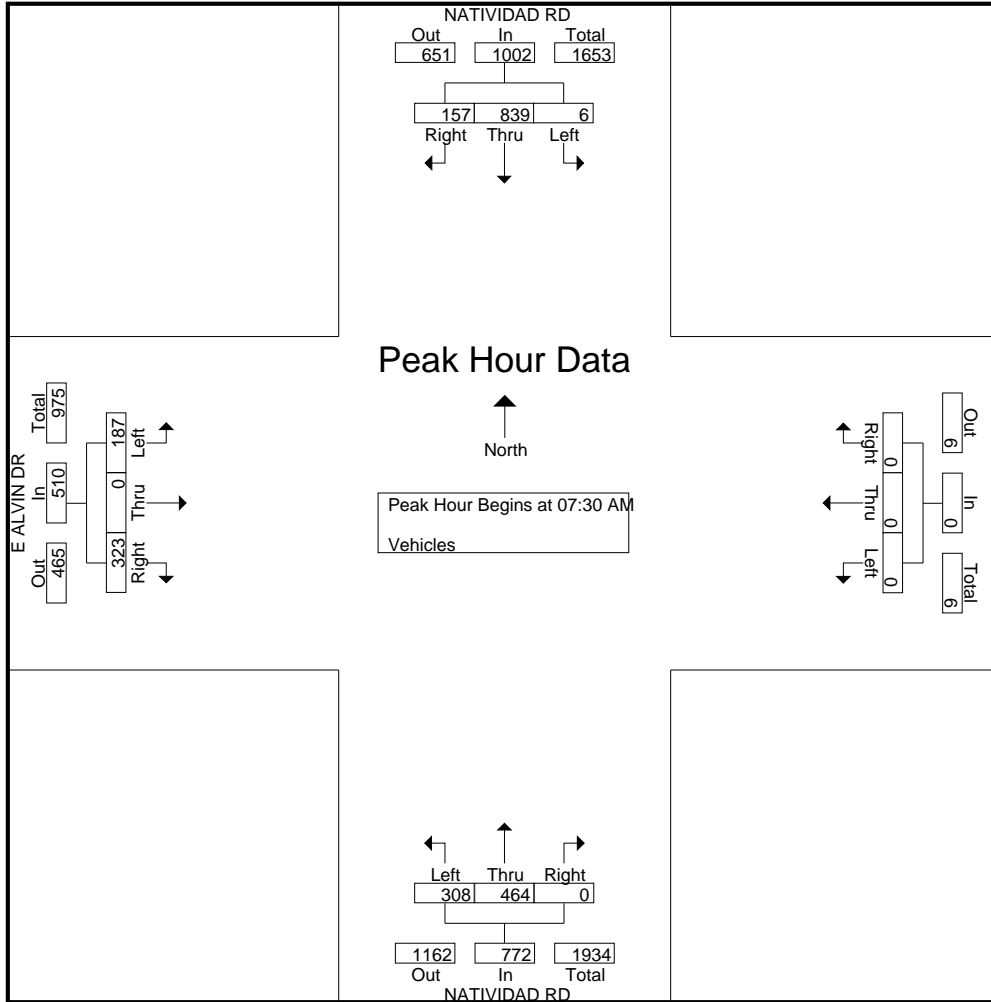 NATIVIDAD RD
Out In Total
651 1002 1653
157 839 6
Right Thru Left
Peak Hour Data
North
Peak Hour Begins at 07:30 AM
Vehicles
E ALVIN DR
Out In Total
465 510 975
323 0 187
Right Thru Left
Out In Total
6 0 6
Right Thru Left
0 0 0
Left Thru Right
308 464 0
1162 772 1934
Out In Total
NATIVIDAD RD